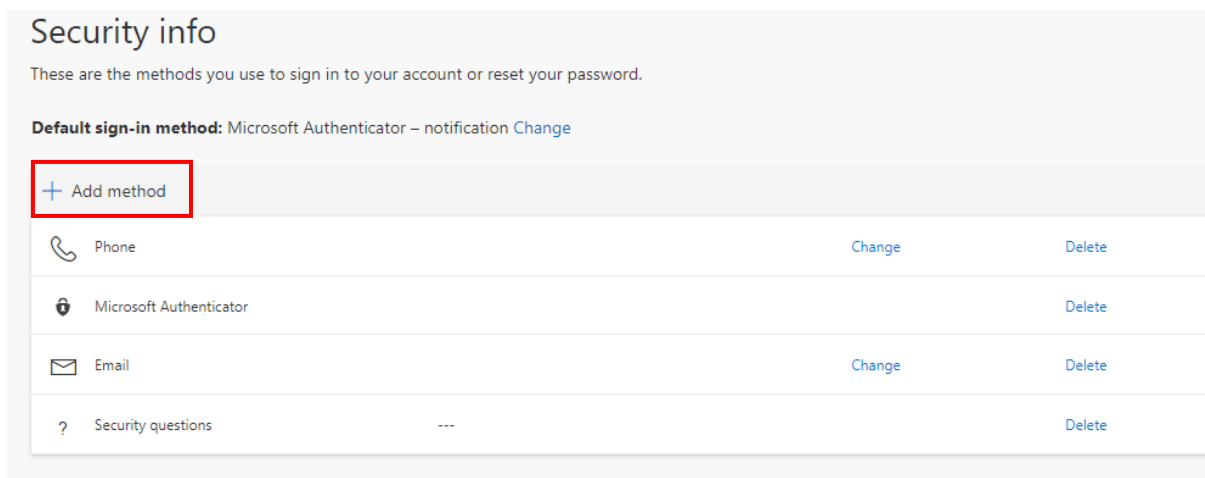 Security info
These are the methods you use to sign in to your account or reset your password.
Default sign-in method: Microsoft Authenticator – notification Change
+ Add method
Phone Change Delete
Microsoft Authenticator Delete
Email Change Delete
? Security questions --- Delete